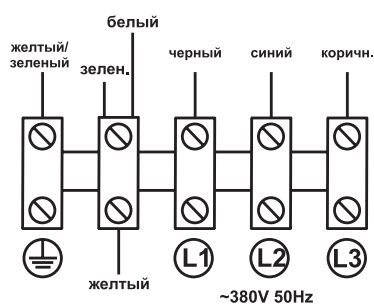 белый
желтый/
зеленый
зелен.
черный
синий
коричн.
желтый
L1
L2
L3
~380V 50Hz